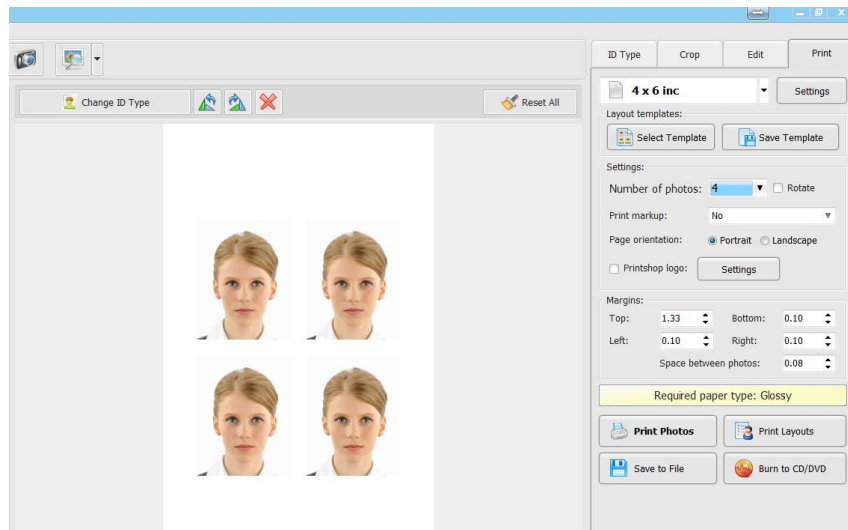 ID Type Crop Edit Print
Change ID Type Reset All
4 x 6 inc Settings
Layout templates:
Select Template Save Template
Settings:
Number of photos: 4 Rotate
Print markup: No
Page orientation: Portrait Landscape
Printshop logo: Settings
Margins:
Top: 1.33 Bottom: 0.10
Left: 0.10 Right: 0.10
Space between photos: 0.08
Required paper type: Glossy
Print Photos Print Layouts
Save to File Burn to CD/DVD